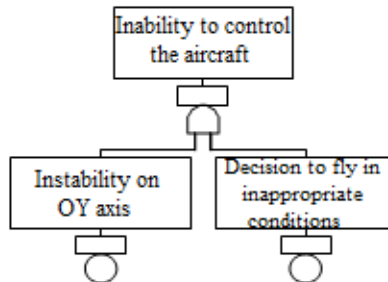 Inability to control
the aircraft
Instability on
OY axis
Decision to fly in
inappropriate
conditions